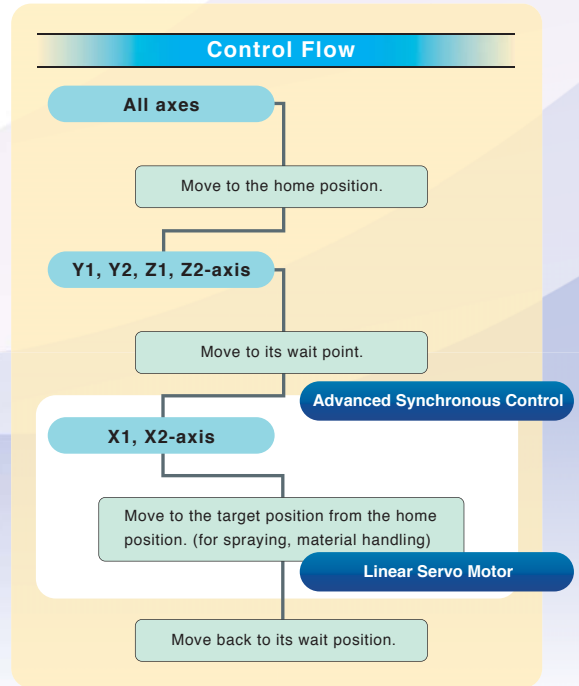 Control Flow
All axes
Move to the home position.
Y1, Y2, Z1, Z2-axis
Move to its wait point.
Advanced Synchronous Control
X1, X2-axis
Move to the target position from the home
position. (for spraying, material handling)
Linear Servo Motor
Move back to its wait position.